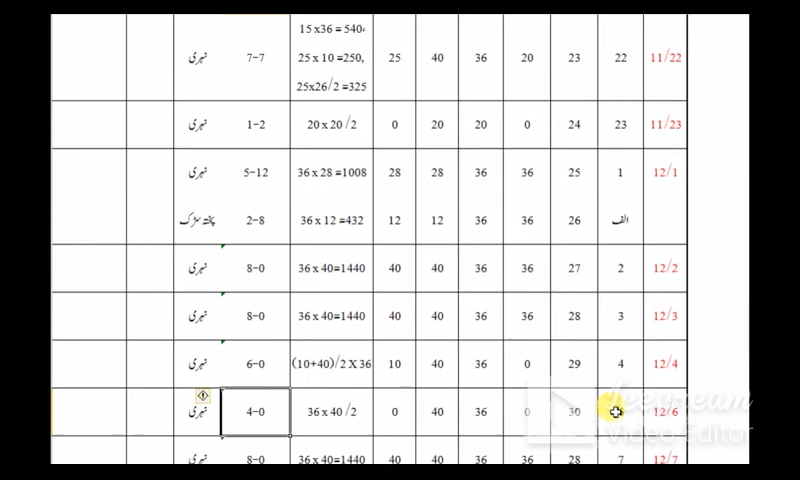 15 x36 = 540،
نہری 7-7 25 x 10 =250, 25 40 36 20 23 22 11/22
25x26/2 =325
نہری 1-2 20 x 20 /2 0 20 20 0 24 23 11/23
نہری 5-12 36 x 28 =1008 28 28 36 36 25 1 12/1
پختہ سڑک 2-8 36 x 12 =432 12 12 36 36 26 الف
نہری 8-0 36 x 40=1440 40 40 36 36 27 2 12/2
نہری 8-0 36 x 40=1440 40 40 36 36 28 3 12/3
نہری 6-0 (10+40)/2 X 36 10 40 36 0 29 4 12/4
نہری 4-0 36 x 40 /2 0 40 36 0 30 12/6
نہری 8-0 36 x 40=1440 40 40 36 36 28 7 12/7
Icecream
Video Editor